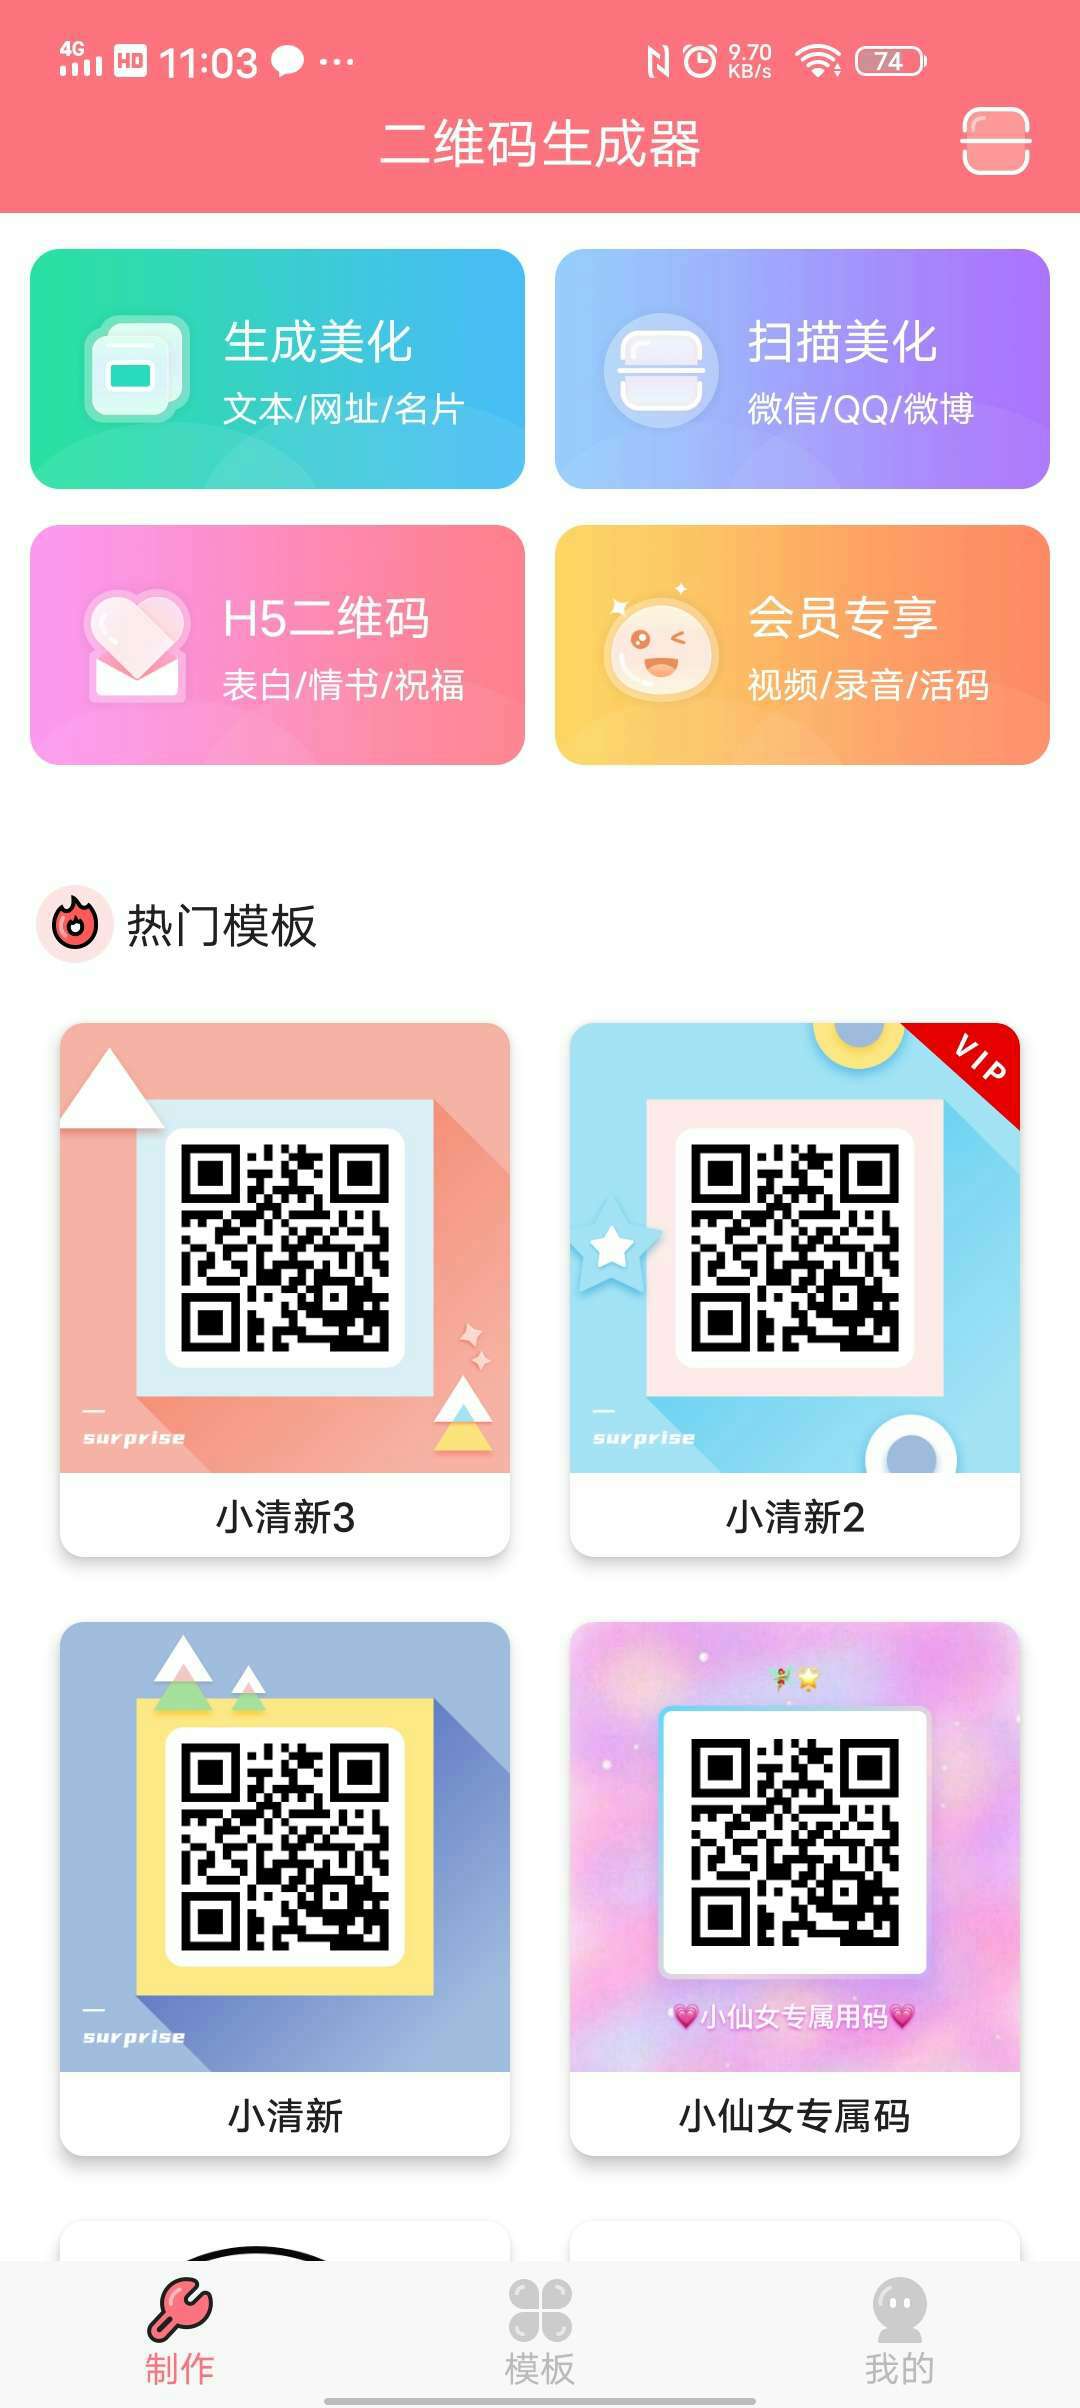 4G HD 11:03 ... 9.70 KB/s 74
二维码生成器
生成美化
文本/网址/名片
扫描美化
微信/QQ/微博
H5二维码
表白/情书/祝福
会员专享
视频/录音/活码
热门模板
surprise
小清新3
VIP
surprise
小清新2
surprise
小清新
小仙女专属用码
小仙女专属码
制作
模板
我的